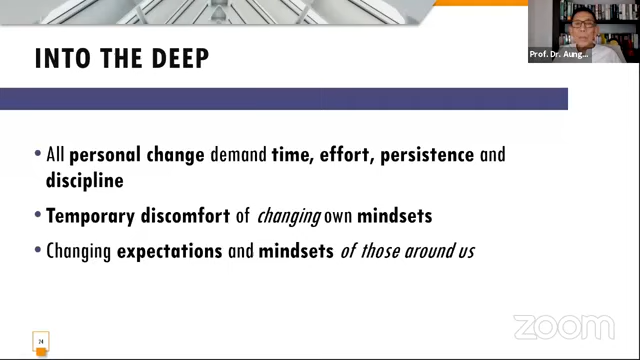 Prof. Dr. Aung...
INTO THE DEEP
• All personal change demand time, effort, persistence and
discipline
• Temporary discomfort of changing own mindsets
• Changing expectations and mindsets of those around us
24
zoom